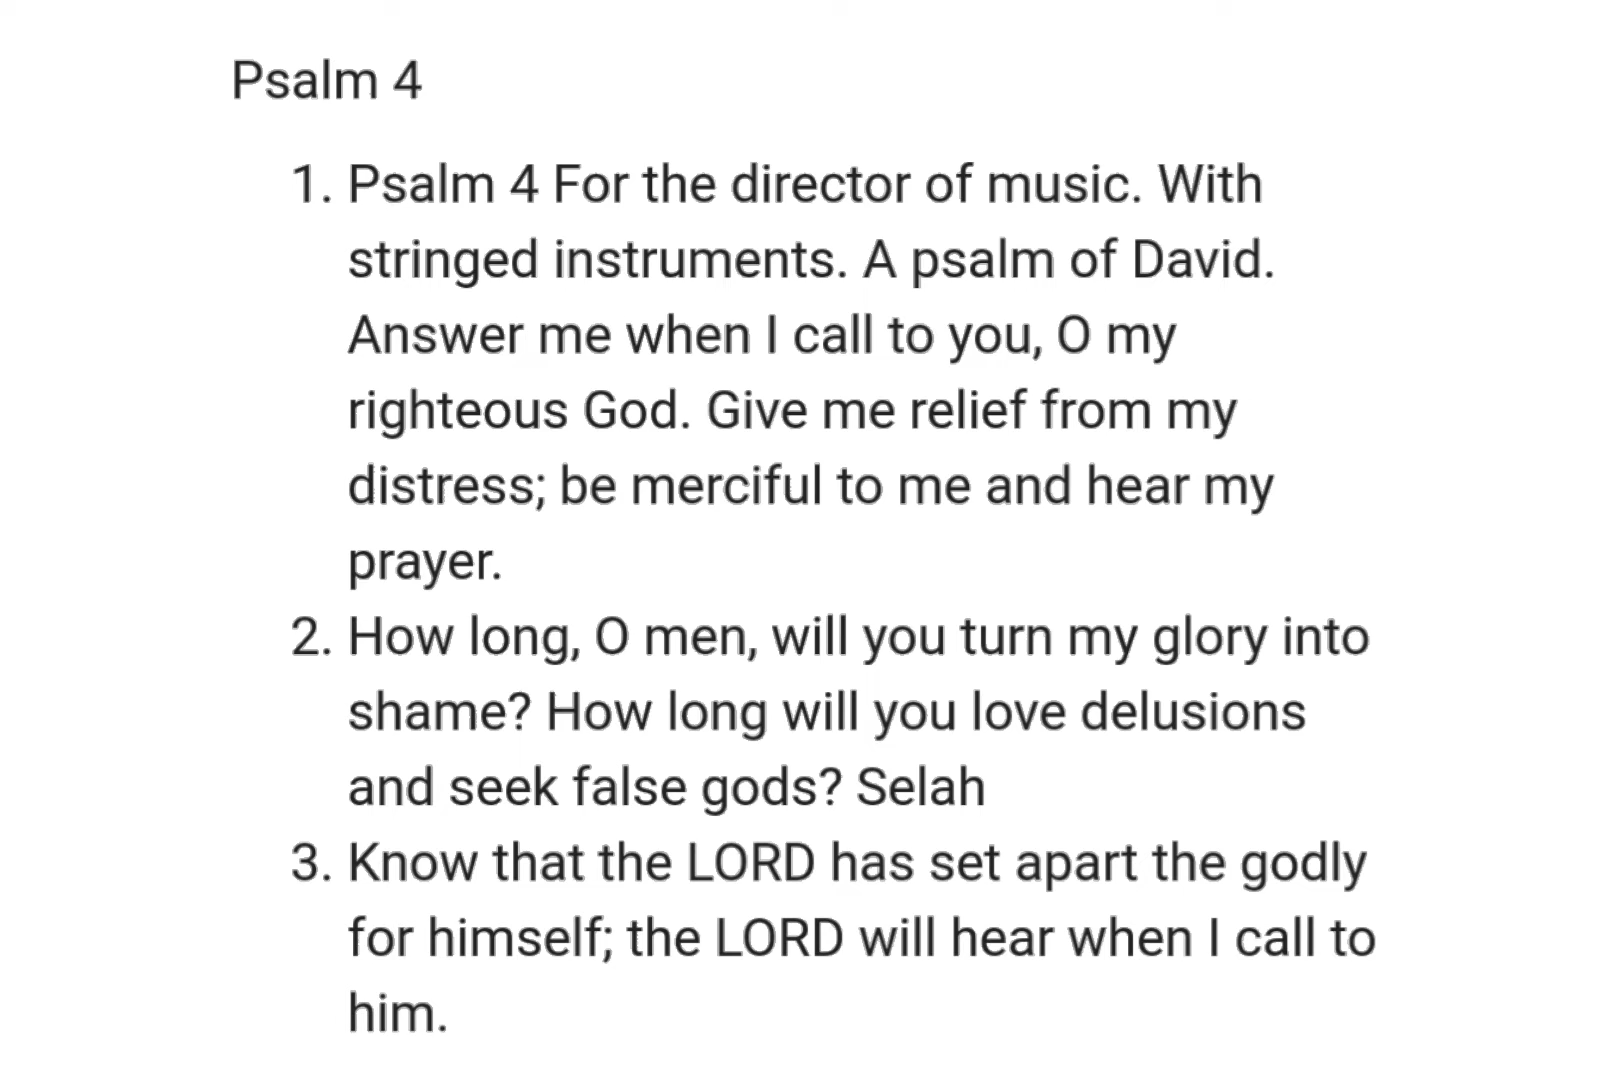 Psalm 4
1. Psalm 4 For the director of music. With
stringed instruments. A psalm of David.
Answer me when I call to you, O my
righteous God. Give me relief from my
distress; be merciful to me and hear my
prayer.
2. How long, O men, will you turn my glory into
shame? How long will you love delusions
and seek false gods? Selah
3. Know that the LORD has set apart the godly
for himself; the LORD will hear when I call to
him.